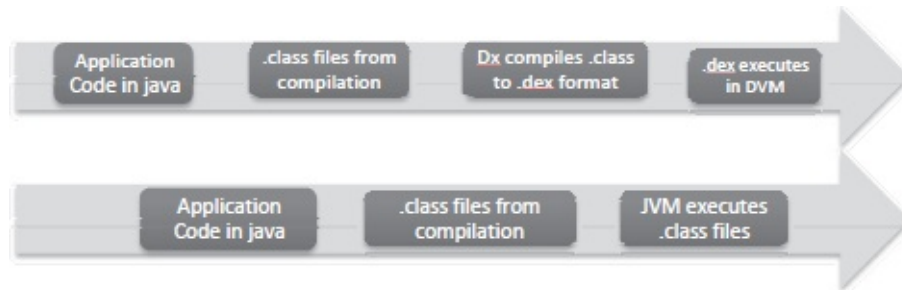 Application
Code in java
.class files from
compilation
Dx compiles .class
to .dex format
.dex executes
in DVM
Application
Code in java
.class files from
compilation
JVM executes
.class files